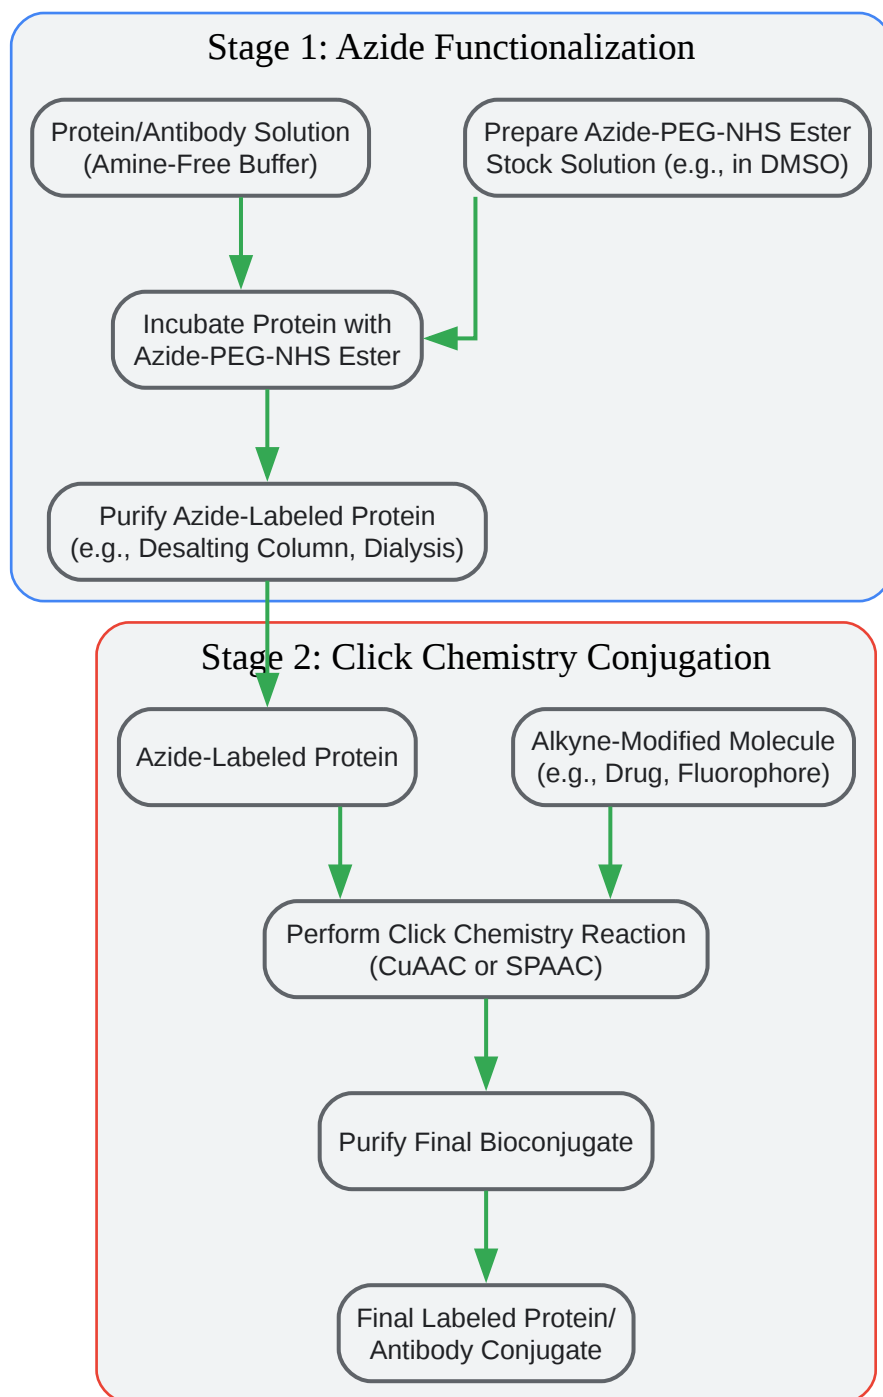 Stage 1: Azide Functionalization
Protein/Antibody Solution
(Amine-Free Buffer)
Prepare Azide-PEG-NHS Ester
Stock Solution (e.g., in DMSO)
Incubate Protein with
Azide-PEG-NHS Ester
Purify Azide-Labeled Protein
(e.g., Desalting Column, Dialysis)
Stage 2: Click Chemistry Conjugation
Azide-Labeled Protein
Alkyne-Modified Molecule
(e.g., Drug, Fluorophore)
Perform Click Chemistry Reaction
(CuAAC or SPAAC)
Purify Final Bioconjugate
Final Labeled Protein/
Antibody Conjugate